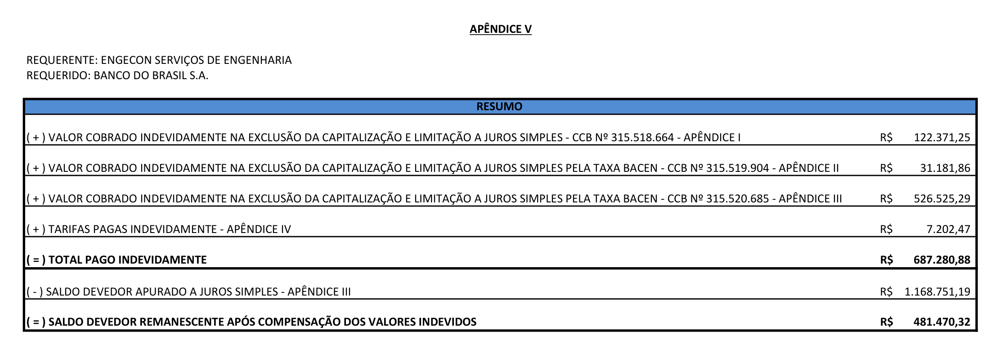 APÊNDICE V
REQUERENTE: ENGECON SERVIÇOS DE ENGENHARIA
REQUERIDO: BANCO DO BRASIL S.A.
RESUMO
( + ) VALOR COBRADO INDEVIDAMENTE NA EXCLUSÃO DA CAPITALIZAÇÃO E LIMITAÇÃO A JUROS SIMPLES - CCB Nº 315.518.664 - APÊNDICE I R$ 122.371,25
( + ) VALOR COBRADO INDEVIDAMENTE NA EXCLUSÃO DA CAPITALIZAÇÃO E LIMITAÇÃO A JUROS SIMPLES PELA TAXA BACEN - CCB Nº 315.519.904 - APÊNDICE II R$ 31.181,86
( + ) VALOR COBRADO INDEVIDAMENTE NA EXCLUSÃO DA CAPITALIZAÇÃO E LIMITAÇÃO A JUROS SIMPLES PELA TAXA BACEN - CCB Nº 315.520.685 - APÊNDICE III R$ 526.525,29
( + ) TARIFAS PAGAS INDEVIDAMENTE - APÊNDICE IV R$ 7.202,47
( = ) TOTAL PAGO INDEVIDAMENTE R$ 687.280,88
( - ) SALDO DEVEDOR APURADO A JUROS SIMPLES - APÊNDICE III R$ 1.168.751,19
( = ) SALDO DEVEDOR REMANESCENTE APÓS COMPENSAÇÃO DOS VALORES INDEVIDOS R$ 481.470,32